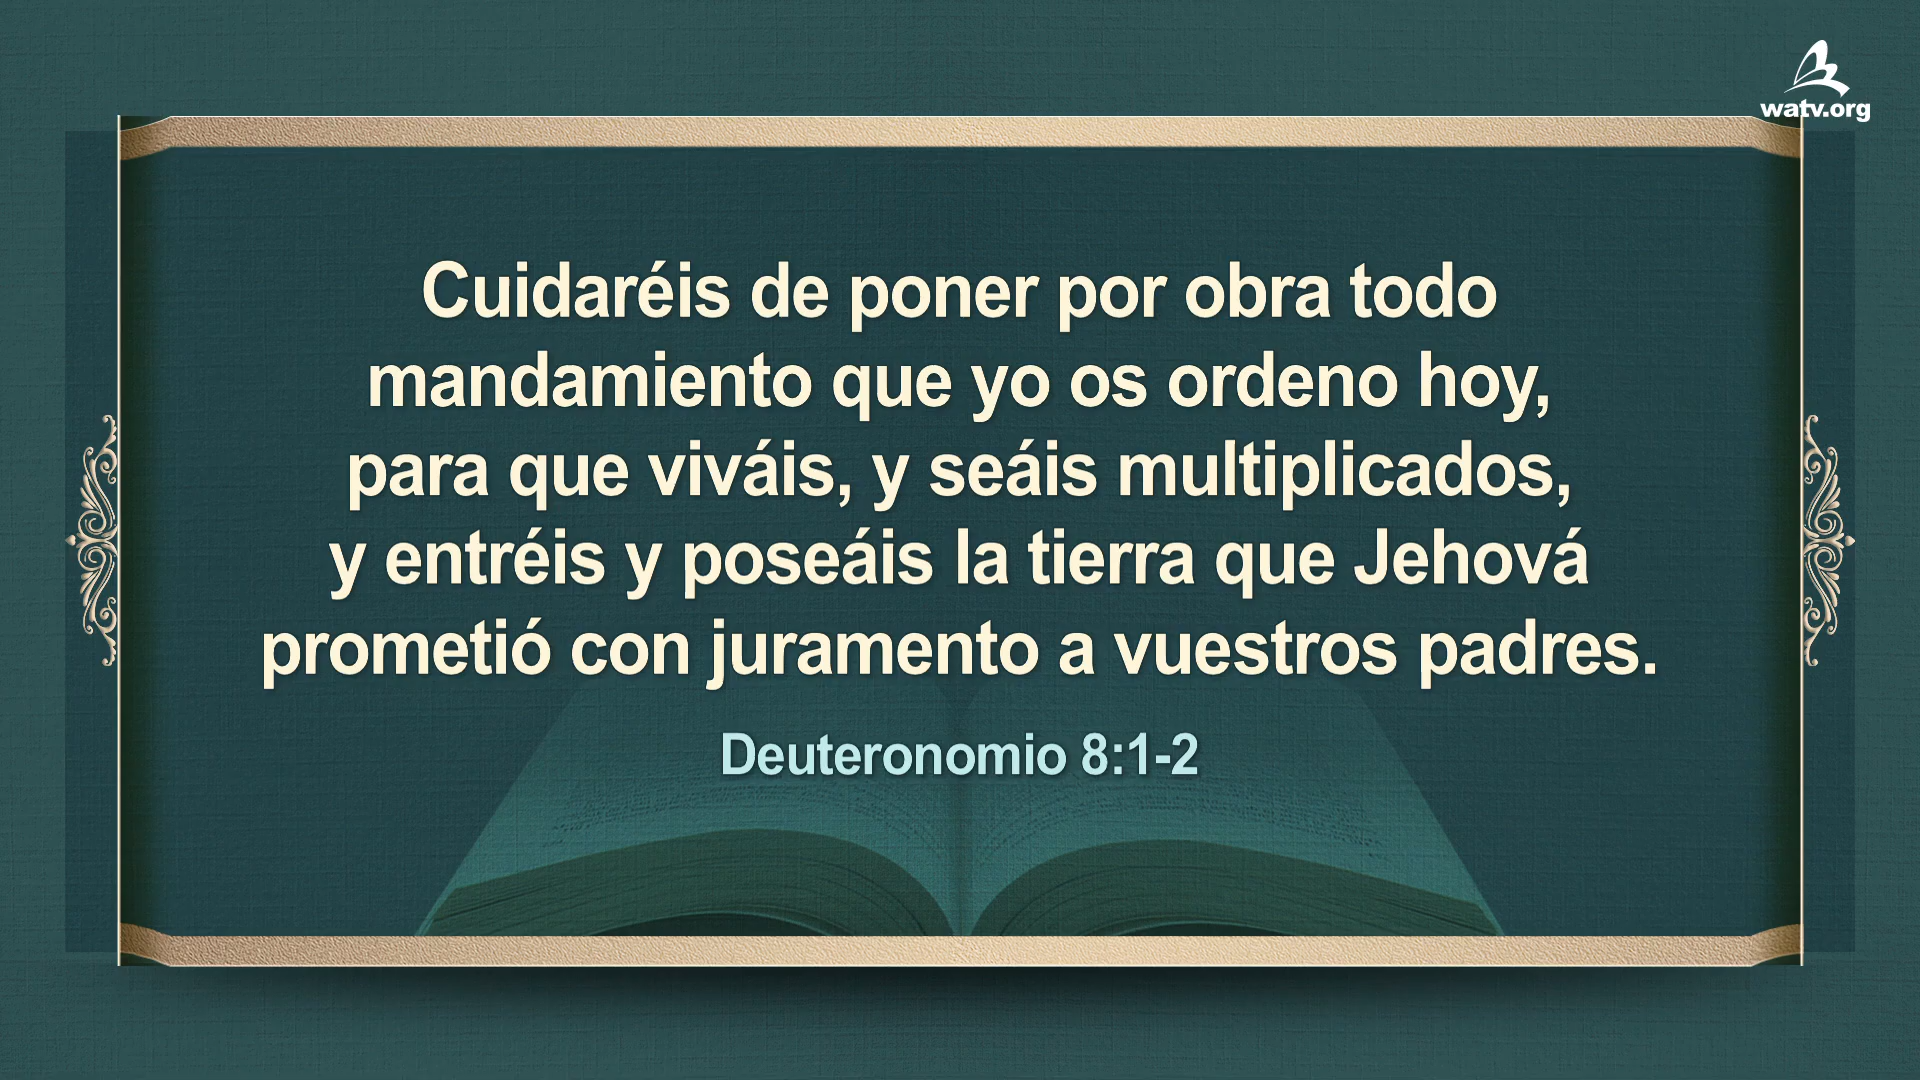 watv.org
Cuidaréis de poner por obra todo
mandamiento que yo os ordeno hoy,
para que viváis, y seáis multiplicados,
y entréis y poseáis la tierra que Jehová
prometió con juramento a vuestros padres.
Deuteronomio 8:1-2